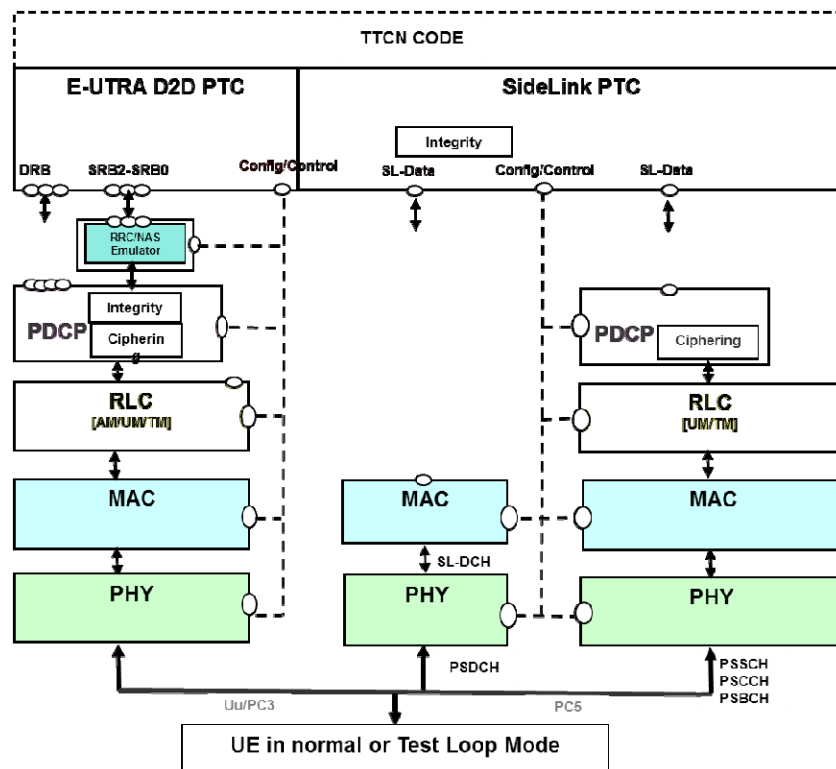 TTCN CODE
E-UTRA D2D PTC
SideLink PTC
Integrity
DRB
SRB2-SRB0
Config/Control
SL-Data
Config/Control
SL-Data
RRC/NAS
Emulator
PDCP
Integrity
Cipherin
g
PDCP
Ciphering
RLC
[AM/UM/TM]
RLC
[UM/TM]
MAC
MAC
MAC
SL-DCH
PHY
PHY
PHY
PSDCH
PSSCH
PSCCH
PSBCH
Uu/PC3
PC5
UE in normal or Test Loop Mode